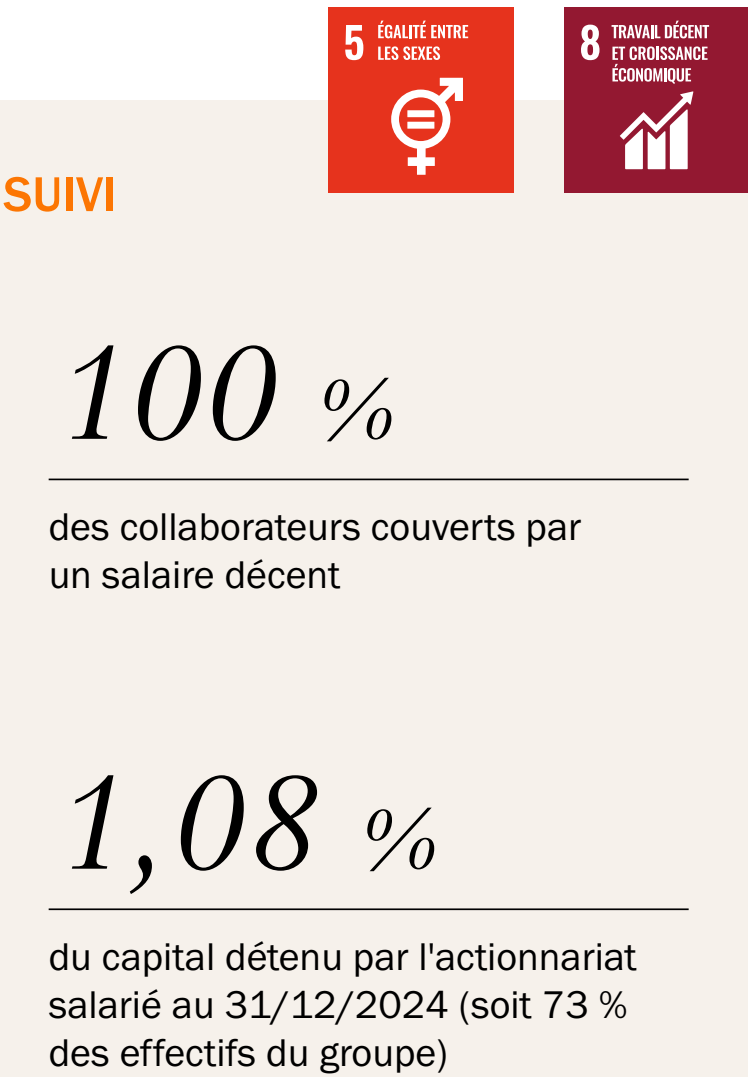 5 ÉGALITÉ ENTRE
LES SEXES
8 TRAVAIL DÉCENT
ET CROISSANCE
ÉCONOMIQUE
SUIVI
100 %
des collaborateurs couverts par
un salaire décent
1,08 %
du capital détenu par l'actionnariat
salarié au 31/12/2024 (soit 73 %
des effectifs du groupe)